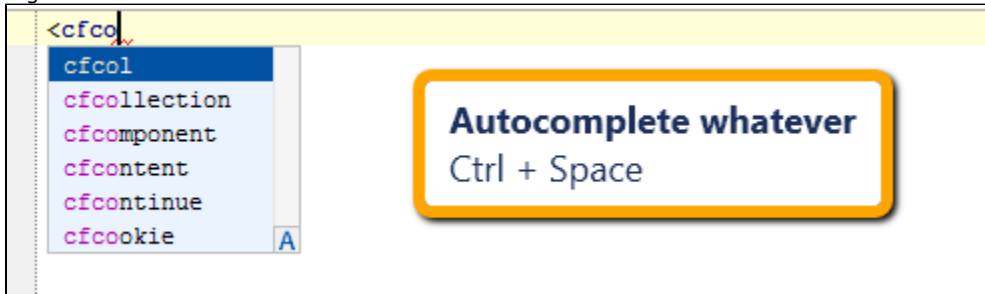 <cfco
cfcol
cfcollection
cfcomponent
cfcontent
cfcontinue
cfcookie
A
Autocomplete whatever
Ctrl + Space